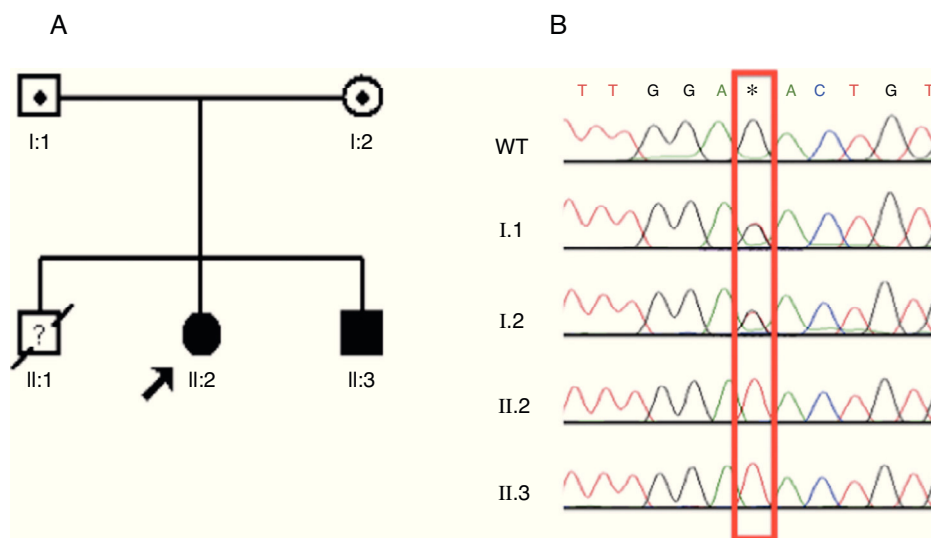 A
B
I:1
I:2
?
II:1
II:2
II:3
T T G G A * A C T G T
WT
I.1
I.2
II.2
II.3